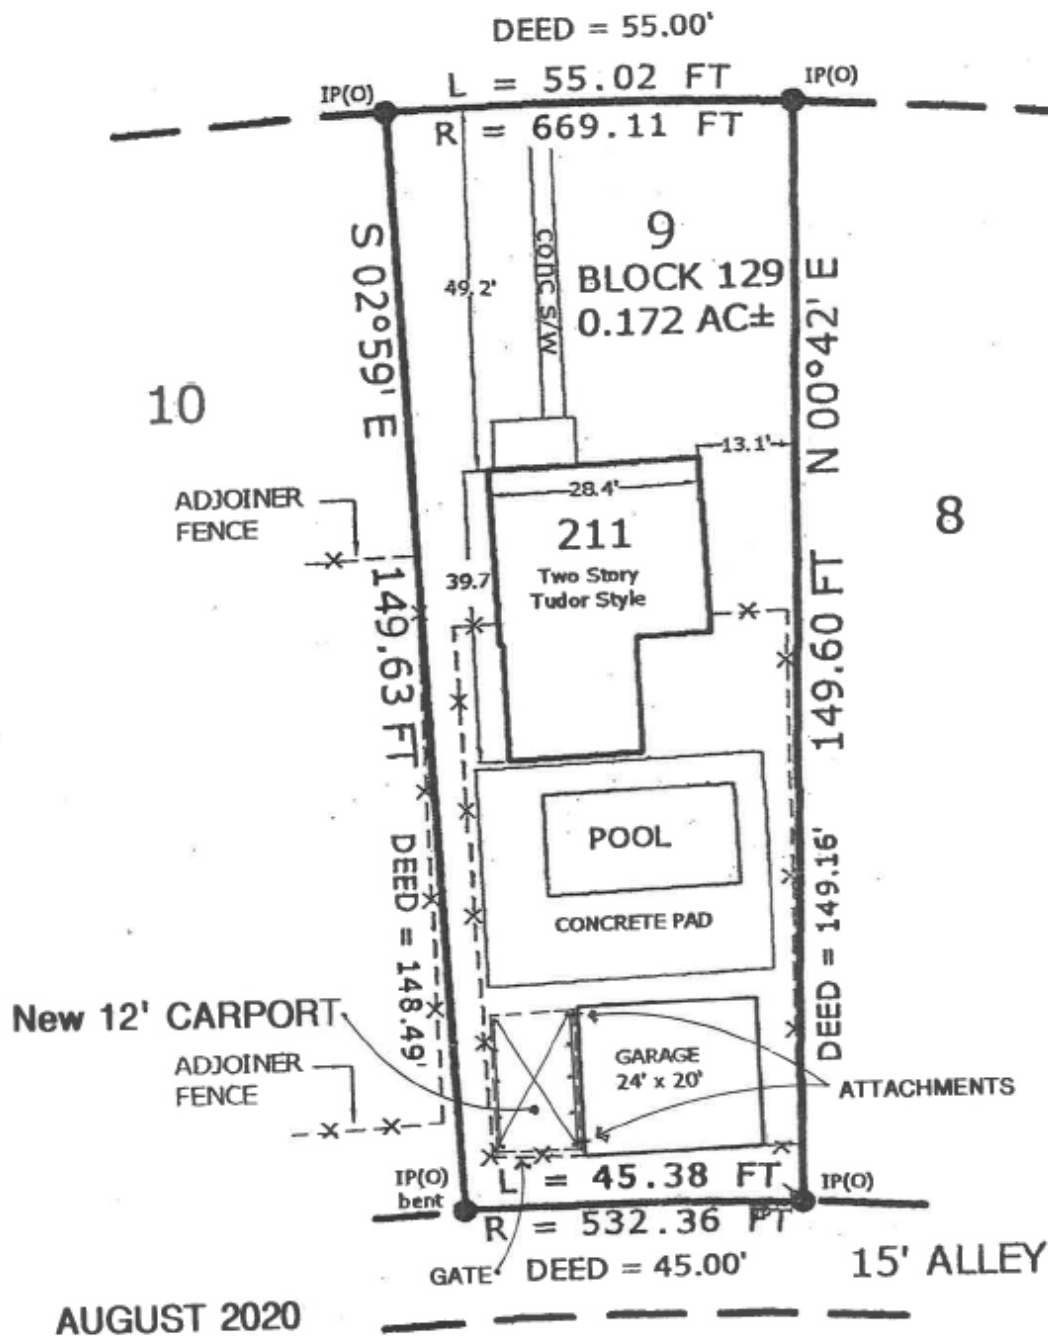 DEED = 55.00'
IP(O)
L = 55.02 FT
IP(O)
R = 669.11 FT
S 02°59' E
149.63 FT
49.2'
conc s/w
9
BLOCK 129
0.172 AC±
N 00°42' E
149.60 FT
10
13.1'
28.4'
8
ADJOINER
FENCE
211
Two Story
Tudor Style
39.7
POOL
CONCRETE PAD
DEED = 148.49'
DEED = 149.16'
New 12' CARPORT
GARAGE
24' x 20'
ADJOINER
FENCE
ATTACHMENTS
IP(O)
bent
L = 45.38 FT
IP(O)
R = 532.36 FT
GATE
DEED = 45.00'
15' ALLEY
AUGUST 2020